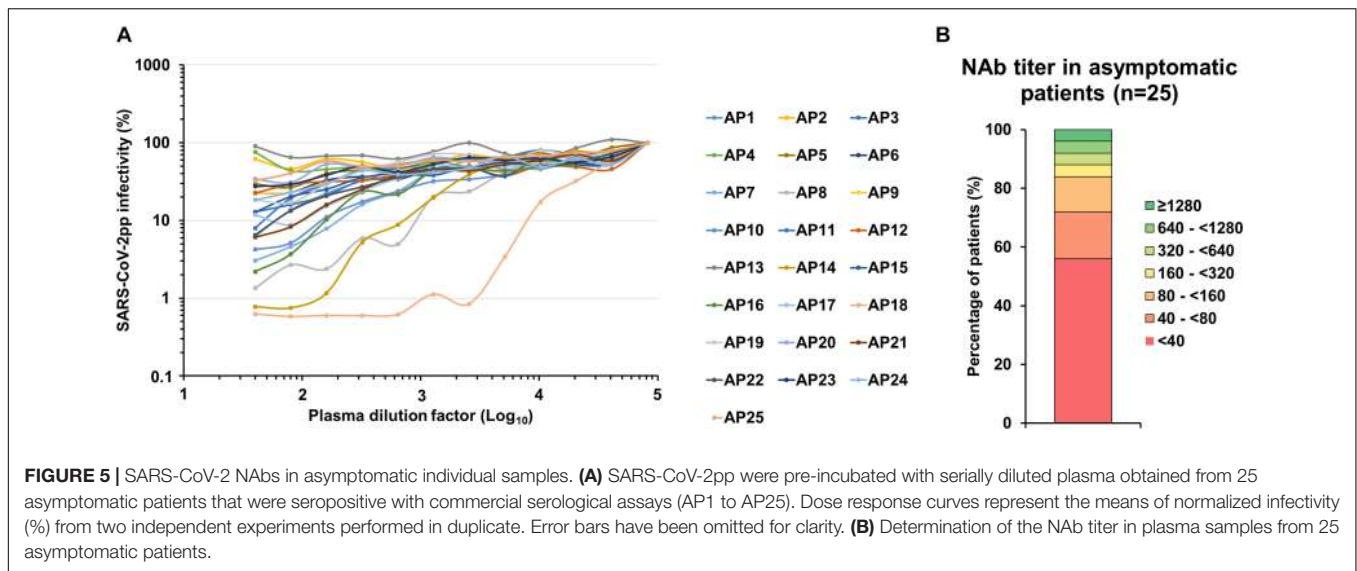 A
SARS-CoV-2pp infectivity (%)
1000
100
10
1
0.1
1 2 3 4 5
Plasma dilution factor (Log10)
AP1 AP2 AP3
AP4 AP5 AP6
AP7 AP8 AP9
AP10 AP11 AP12
AP13 AP14 AP15
AP16 AP17 AP18
AP19 AP20 AP21
AP22 AP23 AP24
AP25
B
NAb titer in asymptomatic
patients (n=25)
Percentage of patients (%)
100
80
60
40
20
0
≥1280
640 - <1280
320 - <640
160 - <320
80 - <160
40 - <80
<40
FIGURE 5 | SARS-CoV-2 NAbs in asymptomatic individual samples. (A) SARS-CoV-2pp were pre-incubated with serially diluted plasma obtained from 25
asymptomatic patients that were seropositive with commercial serological assays (AP1 to AP25). Dose response curves represent the means of normalized infectivity
(%) from two independent experiments performed in duplicate. Error bars have been omitted for clarity. (B) Determination of the NAb titer in plasma samples from 25
asymptomatic patients.